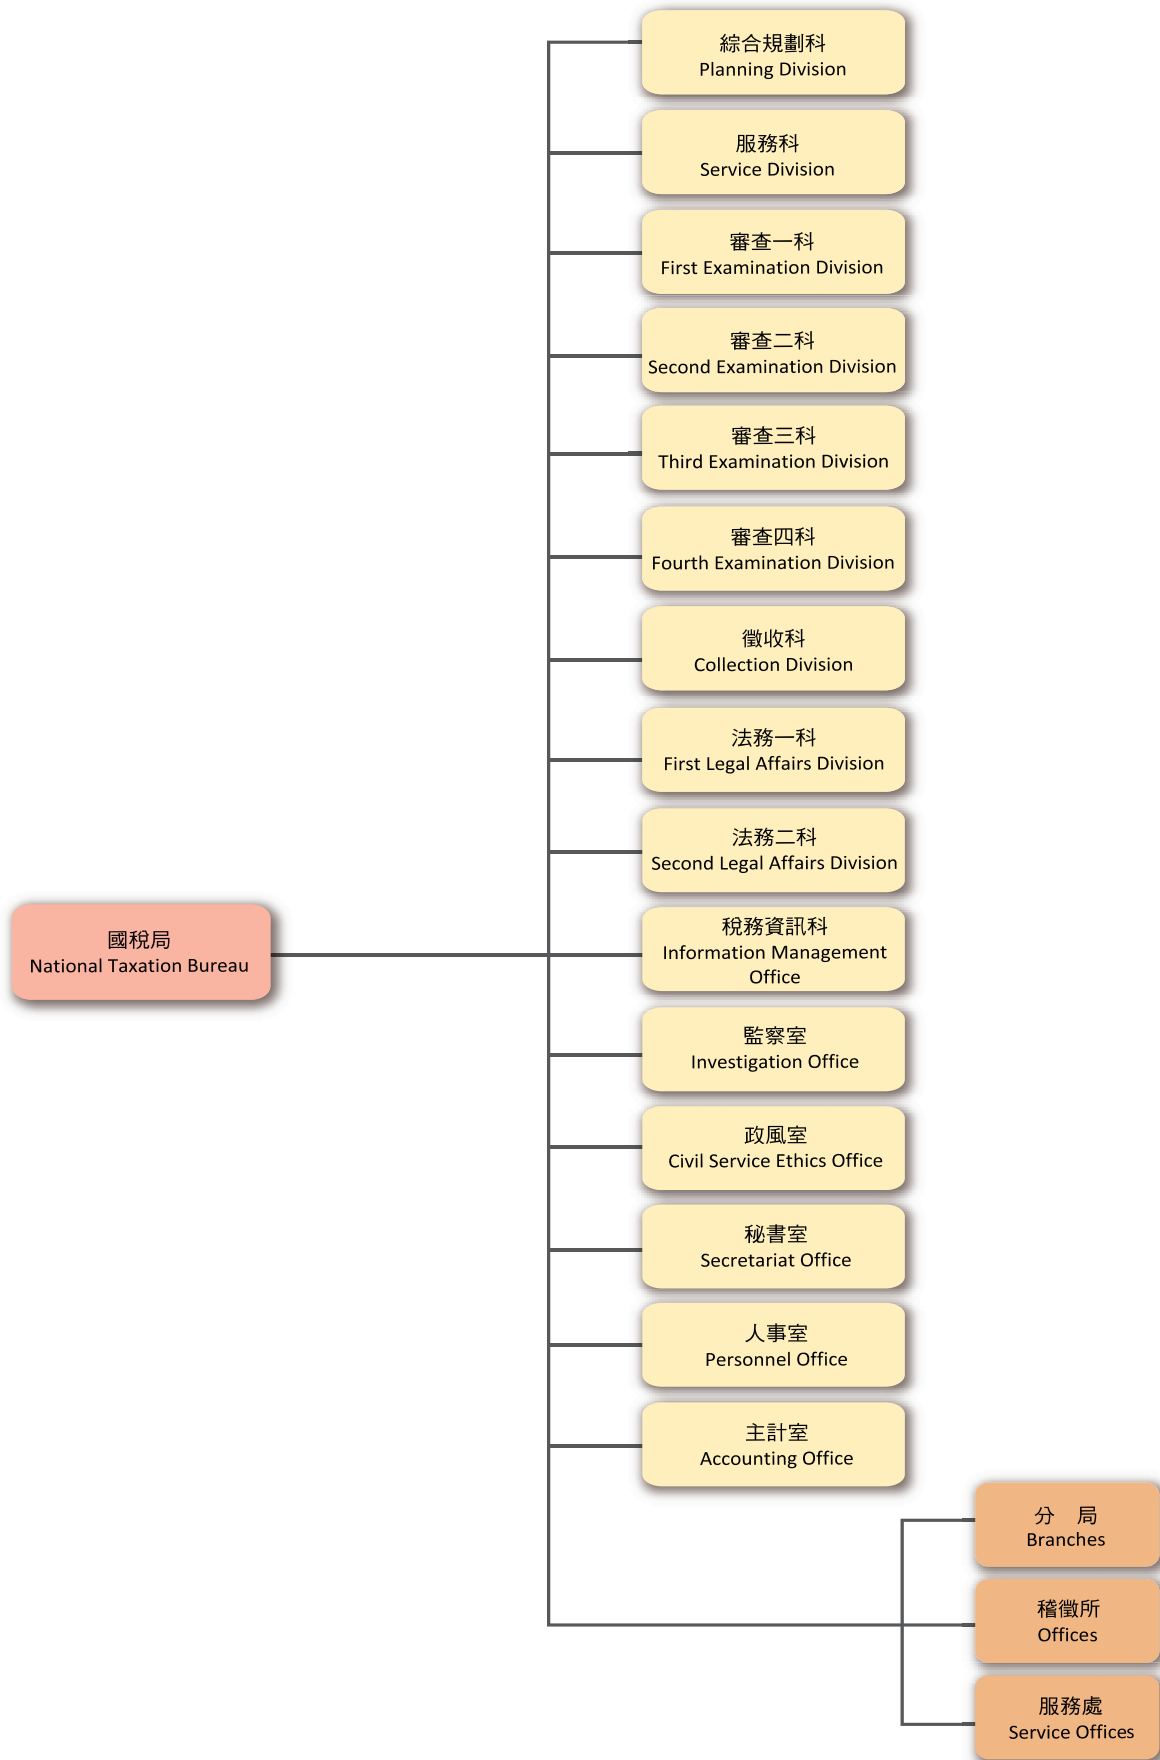 綜合規劃科
Planning Division
服務科
Service Division
審查一科
First Examination Division
審查二科
Second Examination Division
審查三科
Third Examination Division
審查四科
Fourth Examination Division
徵收科
Collection Division
法務一科
First Legal Affairs Division
法務二科
Second Legal Affairs Division
國稅局
National Taxation Bureau
稅務資訊科
Information Management
Office
監察室
Investigation Office
政風室
Civil Service Ethics Office
秘書室
Secretariat Office
人事室
Personnel Office
主計室
Accounting Office
分　局
Branches
稽徵所
Offices
服務處
Service Offices